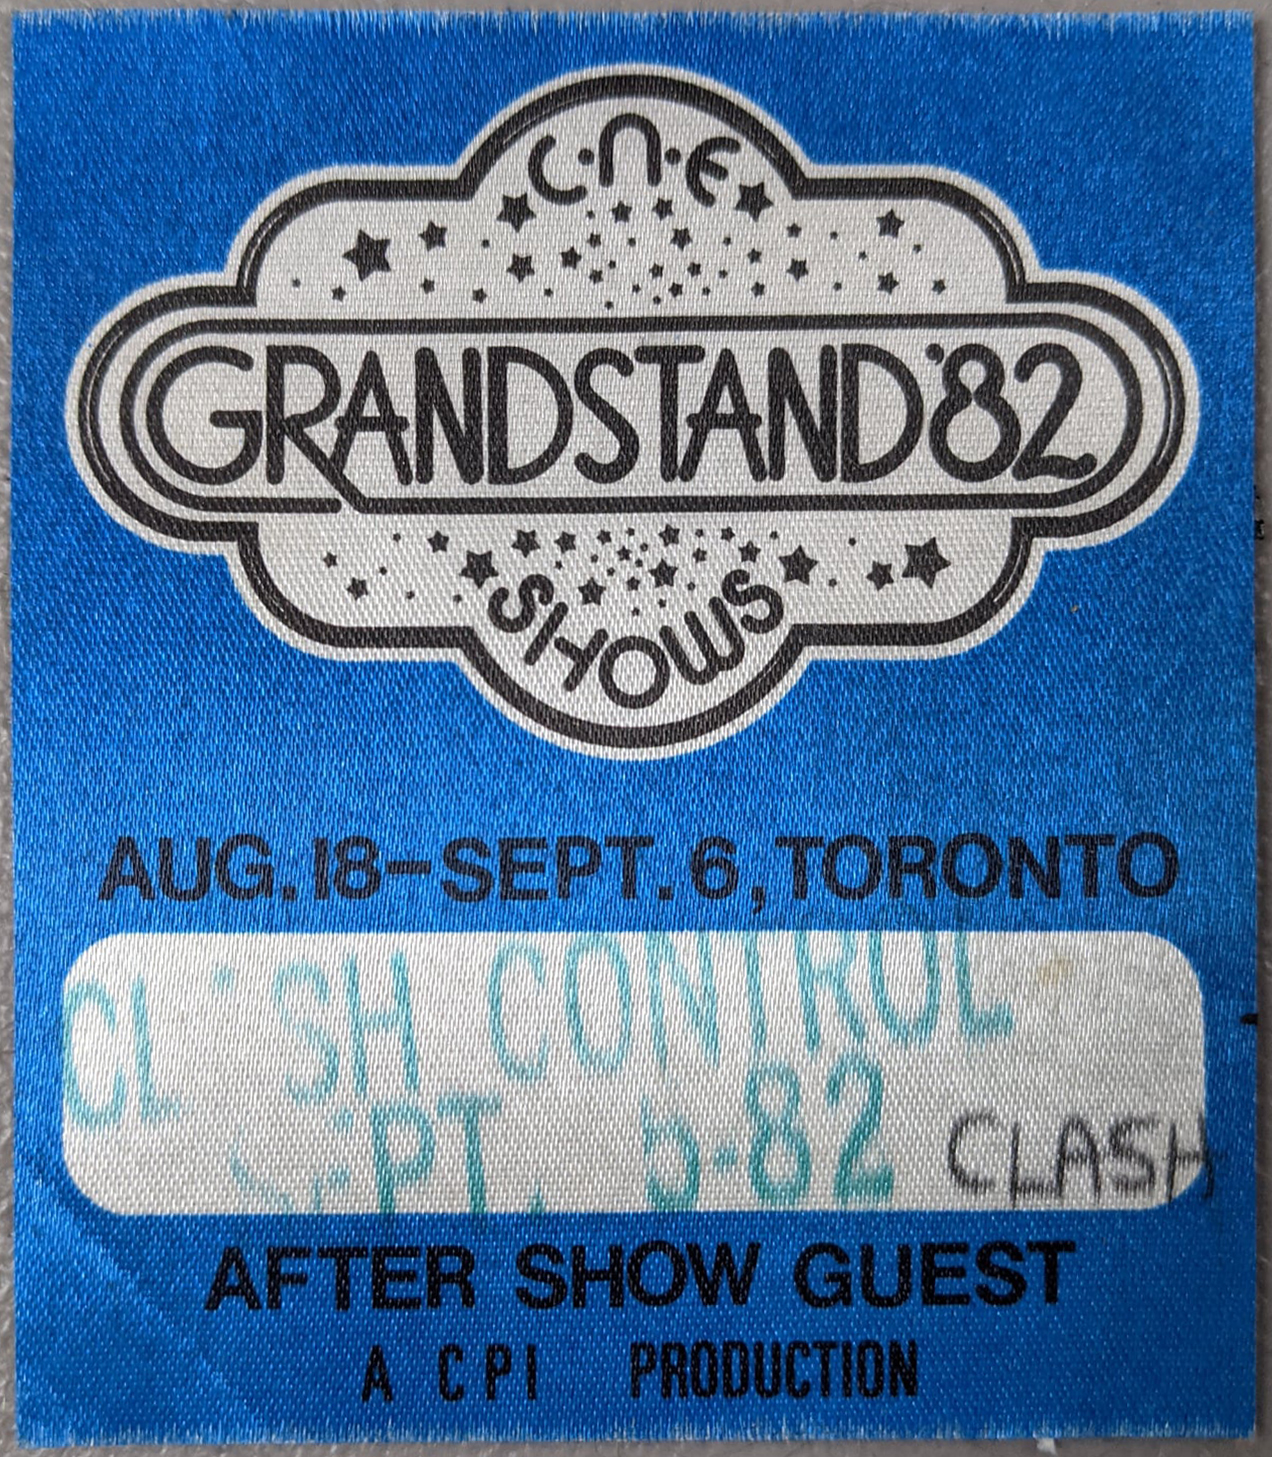 C·N·E
GRANDSTAND '82
SHOWS
AUG. 18-SEPT. 6, TORONTO
CL SH CONTROL
PT. 5-82
CLASH
AFTER SHOW GUEST
A CPI PRODUCTION